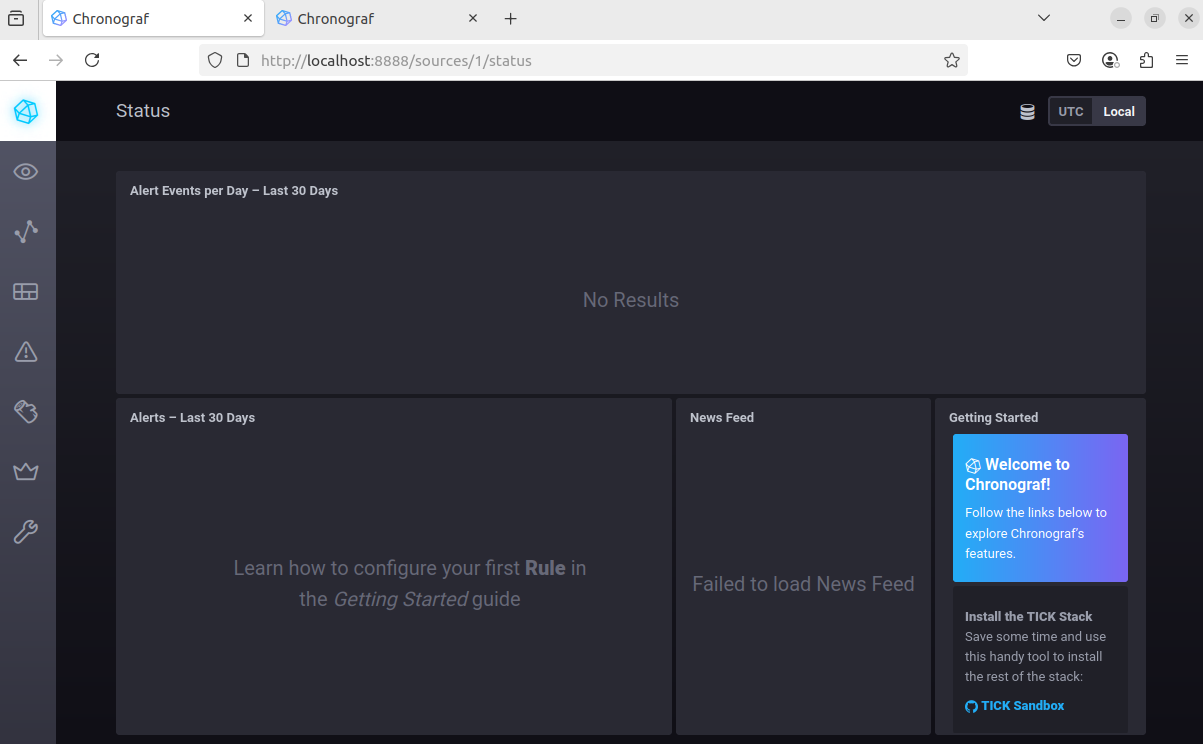 Chronograf
Chronograf
http://localhost:8888/sources/1/status
Status
UTC
Local
Alert Events per Day – Last 30 Days
No Results
Alerts – Last 30 Days
Learn how to configure your first Rule in
the Getting Started guide
News Feed
Failed to load News Feed
Getting Started
Welcome to
Chronograf!
Follow the links below to
explore Chronograf's
features.
Install the TICK Stack
Save some time and use
this handy tool to install
the rest of the stack:
TICK Sandbox